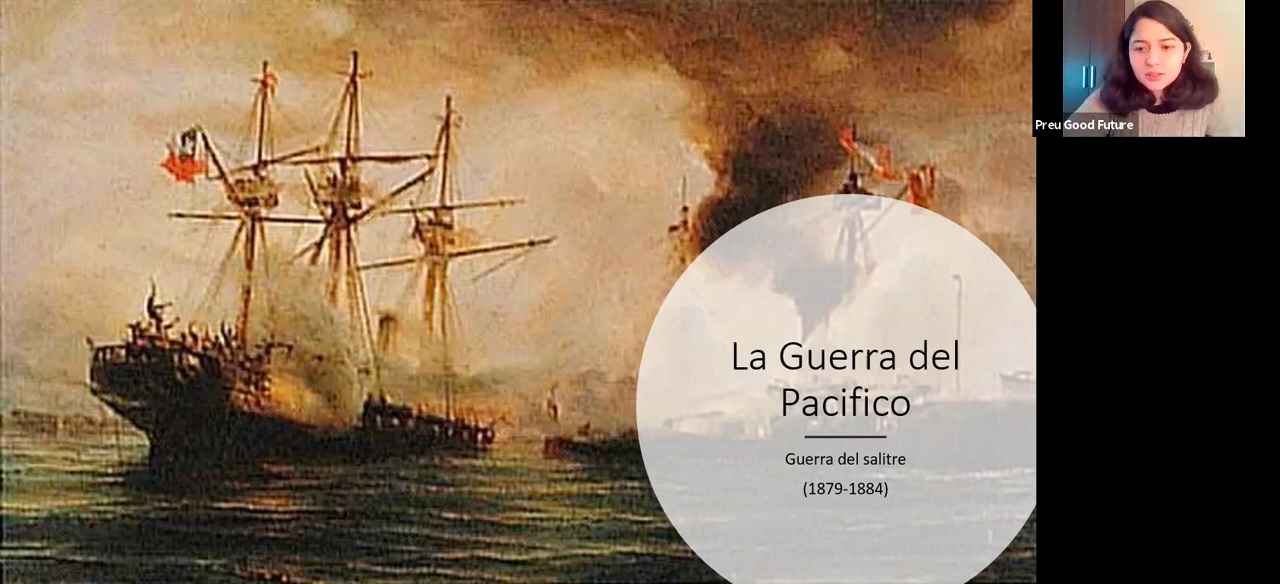 Preu Good Future
La Guerra del
Pacifico
Guerra del salitre
(1879-1884)